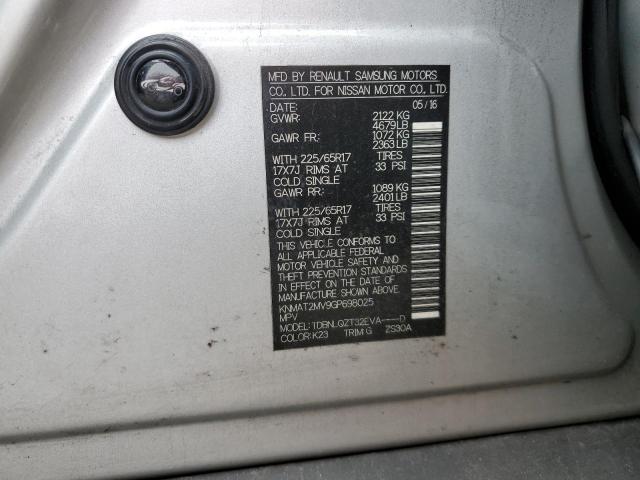 MFD BY RENAULT SAMSUNG MOTORS
CO., LTD. FOR NISSAN MOTOR CO., LTD.
DATE: 05/16
GVWR: 2122 KG
4679LB
GAWR FR: 1072 KG
2363LB
WITH 225/65R17 TIRES
17X7J RIMS AT 33 PSI
COLD SINGLE
GAWR RR: 1089 KG
2401LB
WITH 225/65R17 TIRES
17X7J RIMS AT 33 PSI
COLD SINGLE
THIS VEHICLE CONFORMS TO
ALL APPLICABLE FEDERAL
MOTOR VEHICLE SAFETY AND
THEFT PREVENTION STANDARDS
IN EFFECT ON THE DATE OF
MANUFACTURE SHOWN ABOVE.
KNMAT2MV9GP698025
MPV
MODEL: TDBNLQZT32EVA----D
COLOR: K23 TRIM: G ZS30A